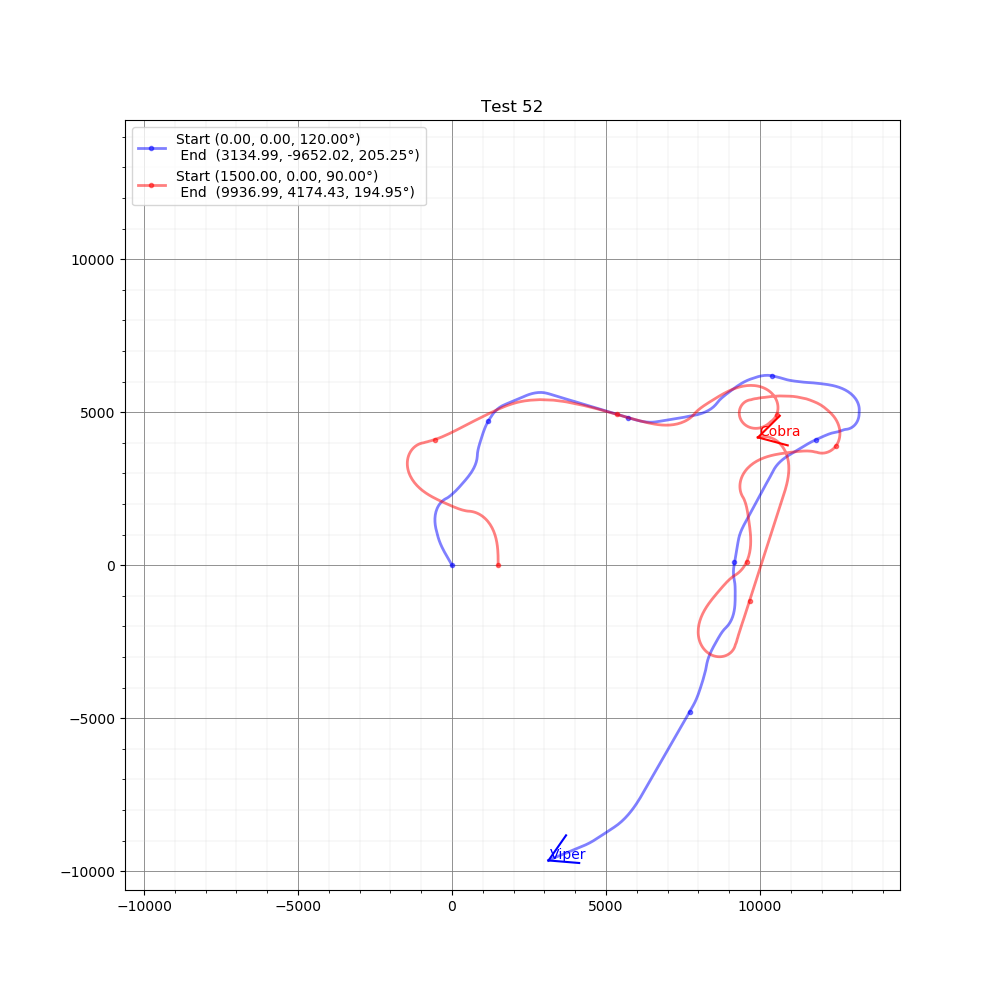 Test 52
Start (0.00, 0.00, 120.00°)
End (3134.99, -9652.02, 205.25°)
Start (1500.00, 0.00, 90.00°)
End (9936.99, 4174.43, 194.95°)
10000
5000
0
−5000
−10000
Cobra
Viper
−10000 −5000 0 5000 10000